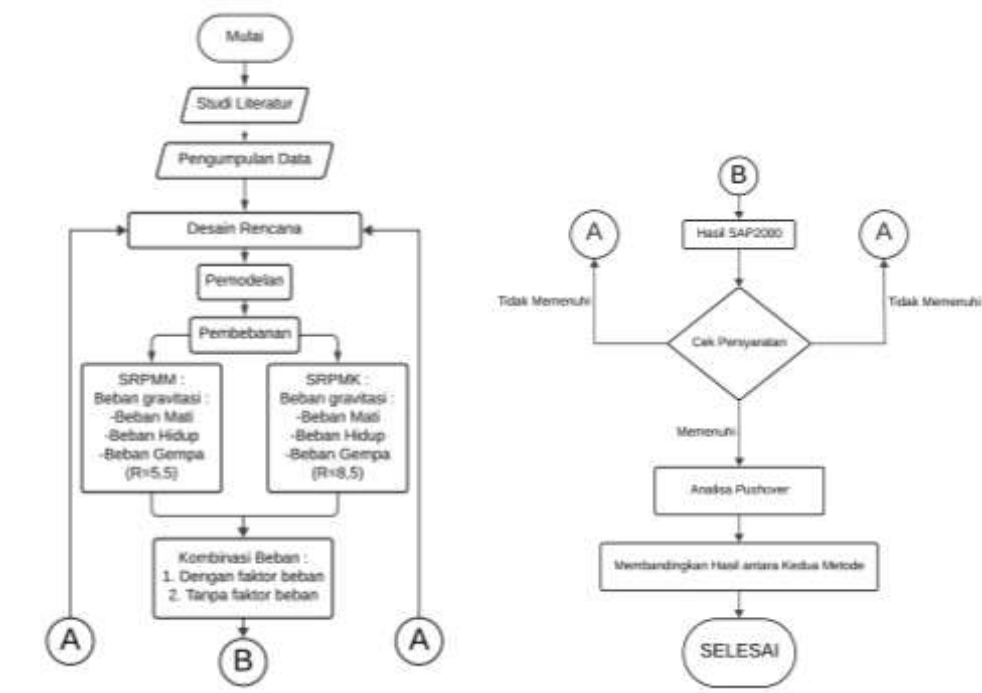 Mulai
Studi Literatur
Pengumpulan Data
Desain Rencana
Pemodelan
Pembebanan
SRPMM :
Beban gravitasi :
-Beban Mati
-Beban Hidup
-Beban Gempa
(R=5,5)
SRPMK :
Beban gravitasi :
-Beban Mati
-Beban Hidup
-Beban Gempa
(R=8,5)
Kombinasi Beban :
1. Dengan faktor beban
2. Tanpa faktor beban
A
B
A
B
Hasil SAP2000
A
A
Tidak Memenuhi
Tidak Memenuhi
Cek Persyaratan
Memenuhi
Analisa Pushover
Membandingkan Hasil antara Kedua Metode
SELESAI